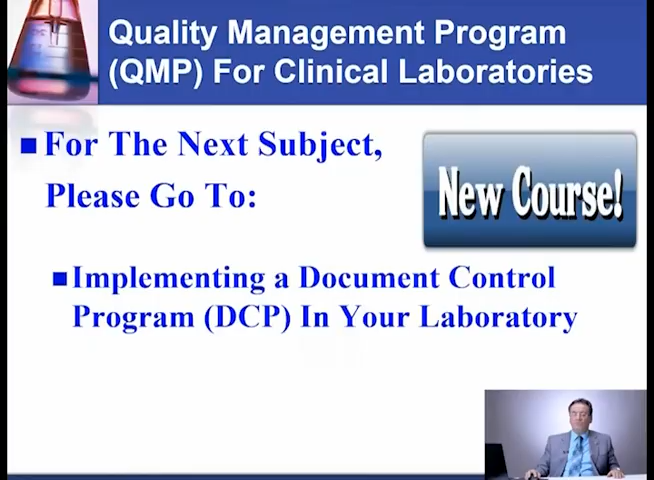 Quality Management Program
(QMP) For Clinical Laboratories
For The Next Subject,
Please Go To:
New Course!
Implementing a Document Control
Program (DCP) In Your Laboratory